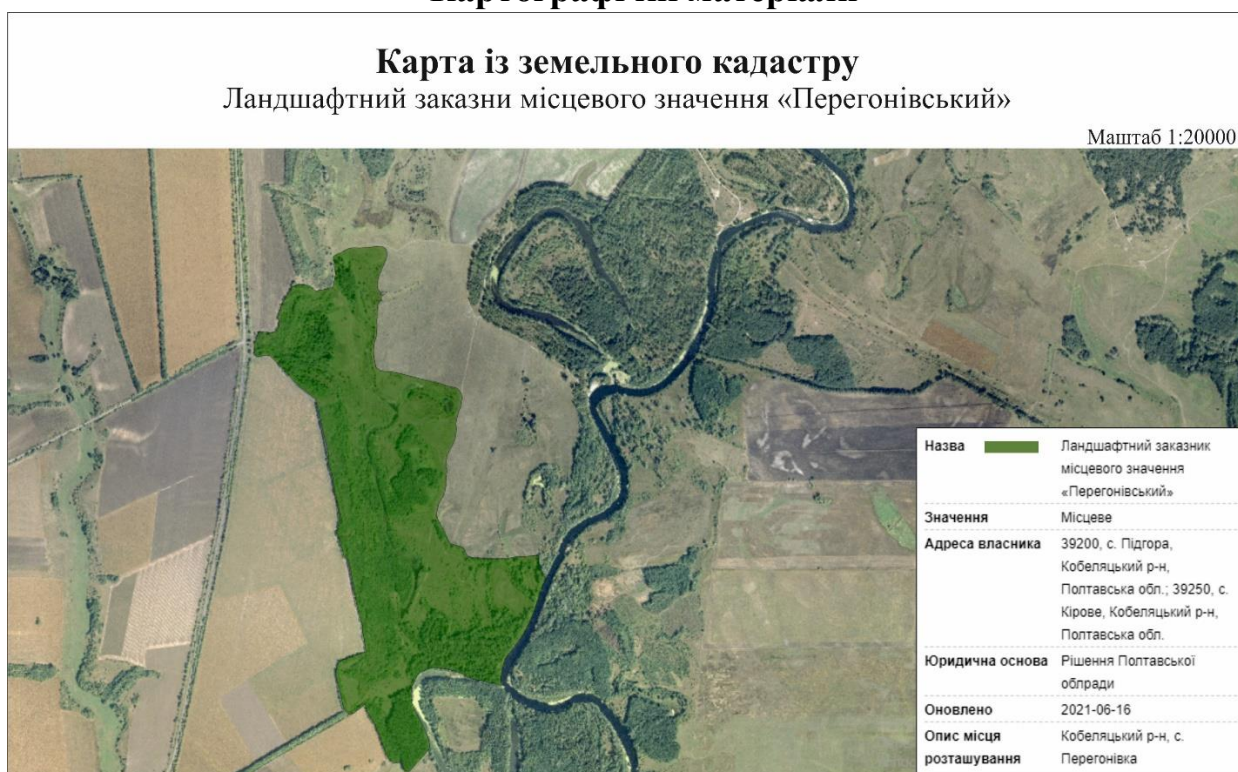 Картографічні матеріали
Карта із земельного кадастру
Ландшафтний заказни місцевого значення «Перегонівський»
Маштаб 1:20000
Назва Ландшафтний заказник
місцевого значення
«Перегонівський»
Значення Місцеве
Адреса власника 39200, с. Підгора,
Кобеляцький р-н,
Полтавська обл.; 39250, с.
Кірове, Кобеляцький р-н,
Полтавська обл.
Юридична основа Рішення Полтавської
облради
Оновлено 2021-06-16
Опис місця Кобеляцький р-н, с.
розташування Перегонівка